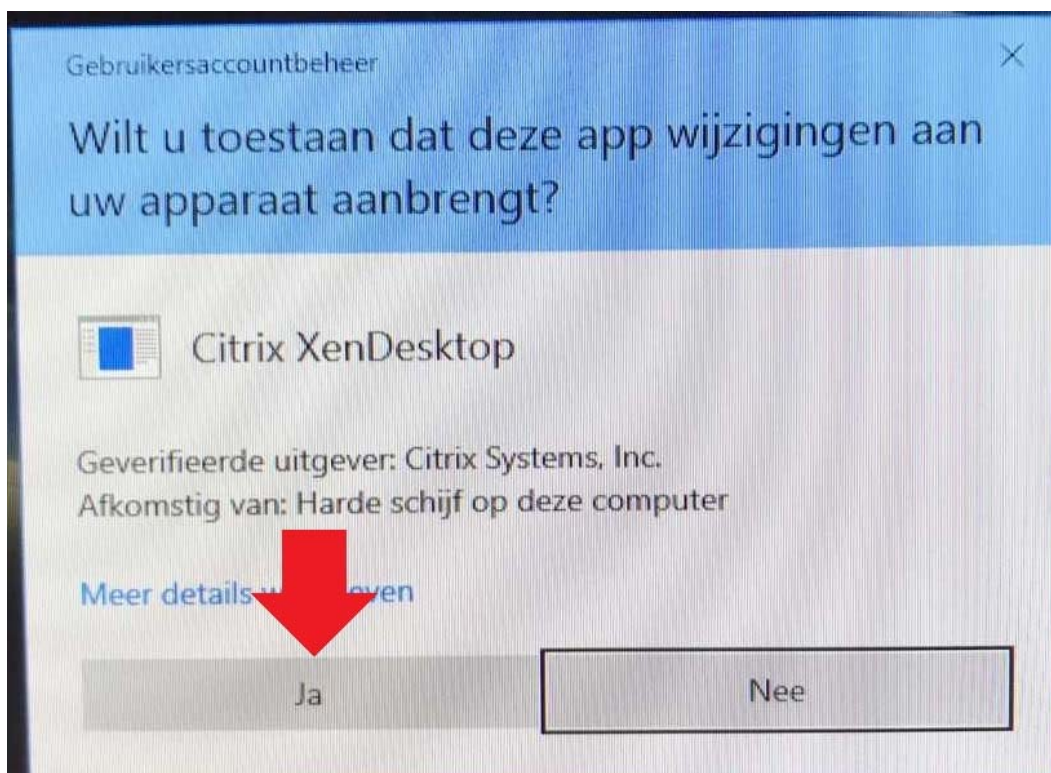 Gebruikersaccountbeheer
Wilt u toestaan dat deze app wijzigingen aan
uw apparaat aanbrengt?
Citrix XenDesktop
Geverifieerde uitgever: Citrix Systems, Inc.
Afkomstig van: Harde schijf op deze computer
Meer details
Ja
Nee